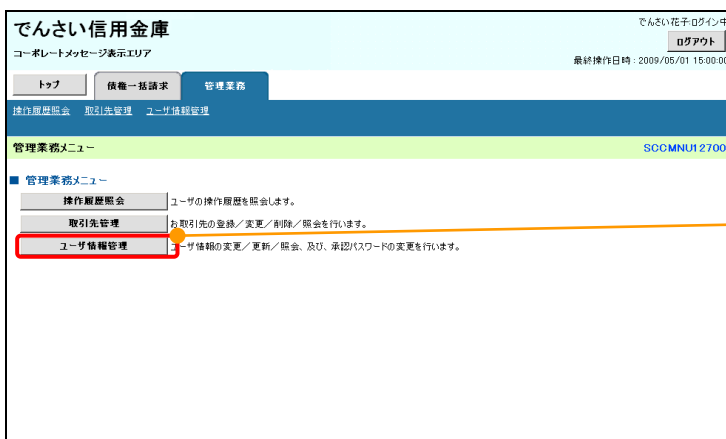 でんさい信用金庫
でんさい花子:ログイン中
コーポレートメッセージ表示エリア
ログアウト
最終操作日時:2009/05/01 15:00:00
トップ 債権一括請求 管理業務
操作履歴照会 取引先管理 ユーザ情報管理
管理業務メニュー SCCMNU12700
■ 管理業務メニュー
操作履歴照会 ユーザの操作履歴を照会します。
取引先管理 お取引先の登録/変更/削除/照会を行います。
ユーザ情報管理 ユーザ情報の変更/更新/照会、及び、承認パスワードの変更を行います。